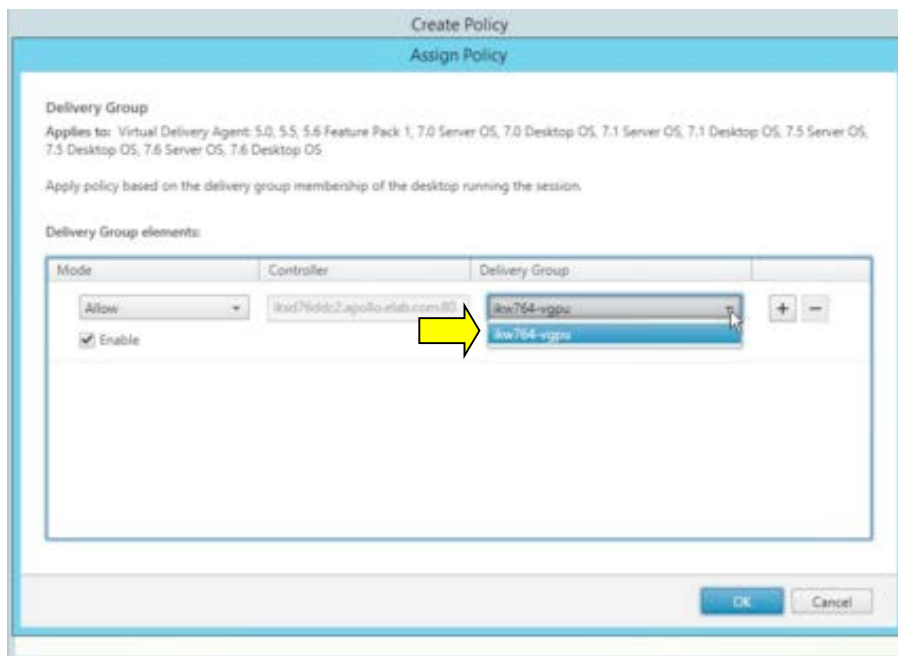 Create Policy
Assign Policy
Delivery Group
Applies to: Virtual Delivery Agent: 5.0, 5.5, 5.6 Feature Pack 1, 7.0 Server OS, 7.0 Desktop OS, 7.1 Server OS, 7.1 Desktop OS, 7.5 Server OS,
7.5 Desktop OS, 7.6 Server OS, 7.6 Desktop OS
Apply policy based on the delivery group membership of the desktop running the session.
Delivery Group elements:
Mode Controller Delivery Group
Allow ikw764-vgpu + −
Enable ikw764-vgpu
OK Cancel